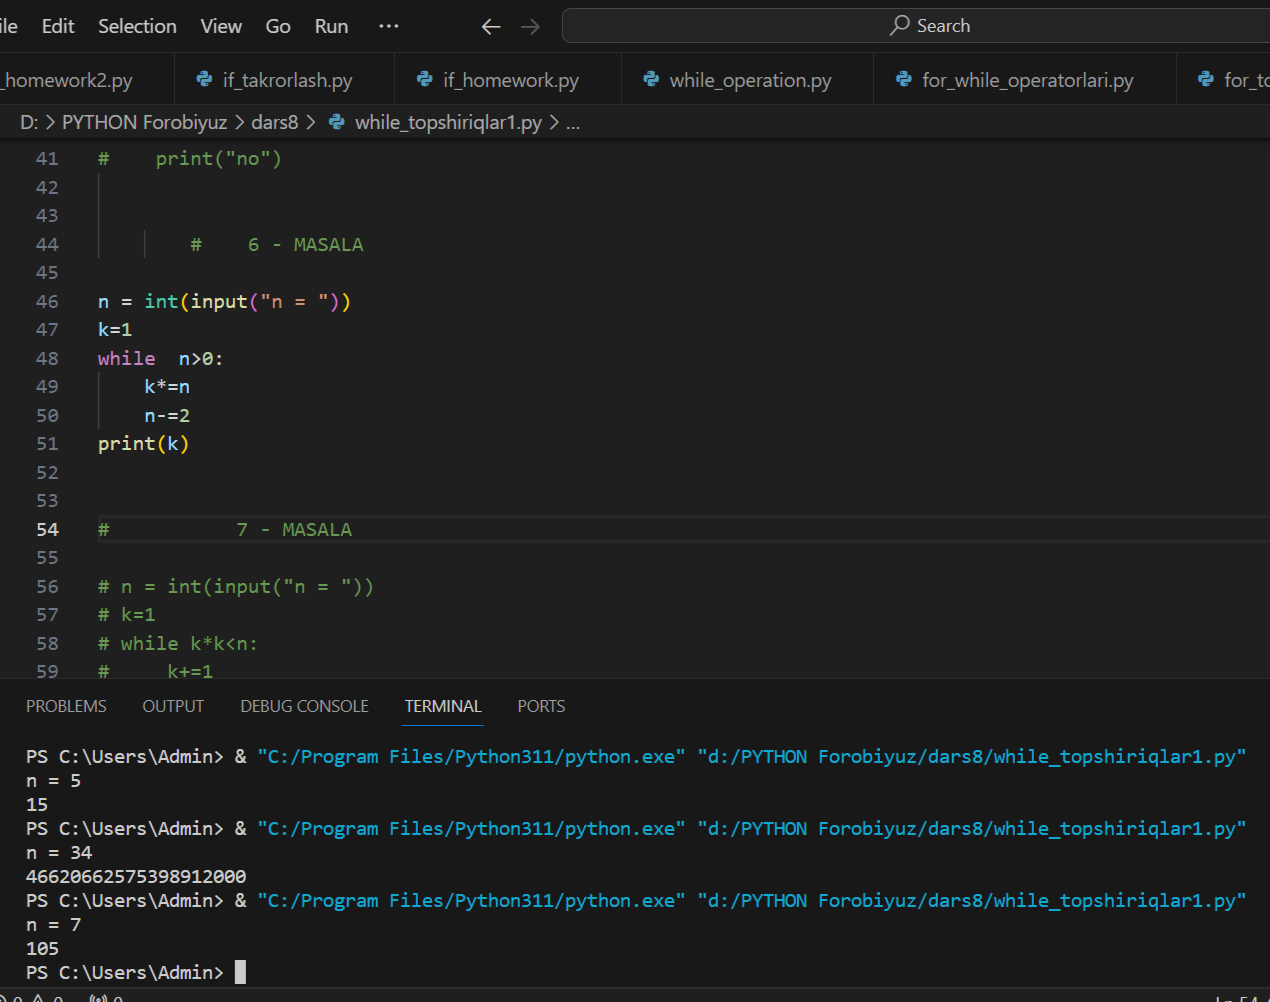 ile Edit Selection View Go Run ··· ← → Search
_homework2.py if_takrorlash.py if_homework.py while_operation.py for_while_operatorlari.py for_to
D: > PYTHON Forobiyuz > dars8 > while_topshiriqlar1.py > ...
41 #    print("no")
42
43
44         #    6 - MASALA
45
46 n = int(input("n = "))
47 k=1
48 while  n>0:
49     k*=n
50     n-=2
51 print(k)
52
53
54 #           7 - MASALA
55
56 # n = int(input("n = "))
57 # k=1
58 # while k*k<n:
59 #     k+=1
PROBLEMS OUTPUT DEBUG CONSOLE TERMINAL PORTS
PS C:\Users\Admin> & "C:/Program Files/Python311/python.exe" "d:/PYTHON Forobiyuz/dars8/while_topshiriqlar1.py"
n = 5
15
PS C:\Users\Admin> & "C:/Program Files/Python311/python.exe" "d:/PYTHON Forobiyuz/dars8/while_topshiriqlar1.py"
n = 34
46620662575398912000
PS C:\Users\Admin> & "C:/Program Files/Python311/python.exe" "d:/PYTHON Forobiyuz/dars8/while_topshiriqlar1.py"
n = 7
105
PS C:\Users\Admin>